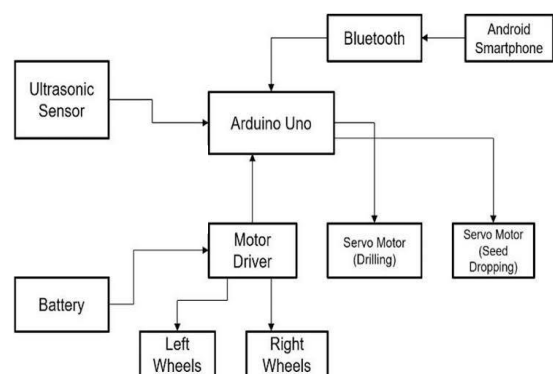 Bluetooth
Android
Smartphone
Ultrasonic
Sensor
Arduino Uno
Motor
Driver
Servo Motor
(Drilling)
Servo Motor
(Seed
Dropping)
Battery
Left
Wheels
Right
Wheels